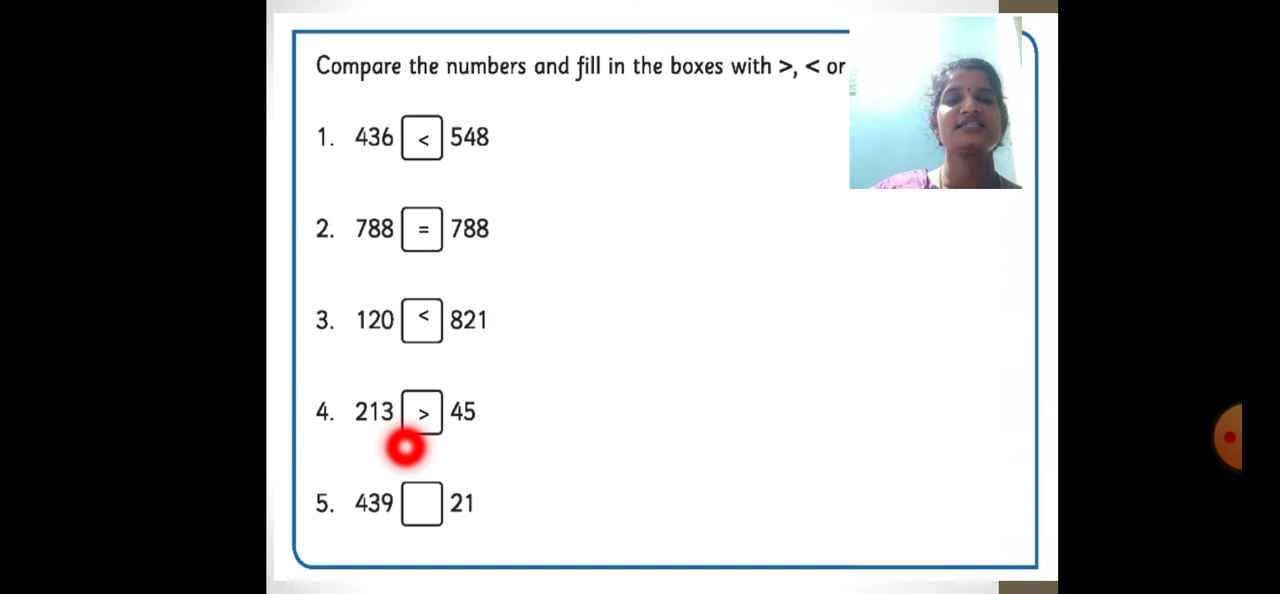 Compare the numbers and fill in the boxes with >, < or
1. 436 < 548
2. 788 = 788
3. 120 < 821
4. 213 > 45
5. 439 21